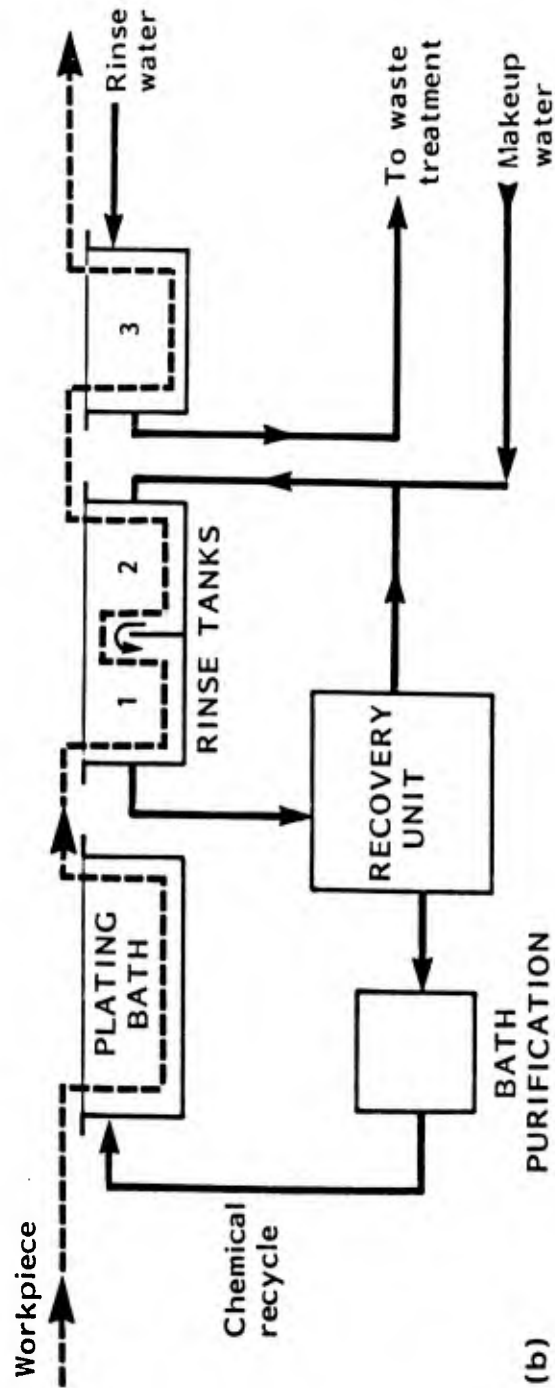 Workpiece
PLATING
BATH
1
2
3
Rinse
water
RINSE TANKS
To waste
treatment
Makeup
water
RECOVERY
UNIT
BATH
PURIFICATION
Chemical
recycle
(b)